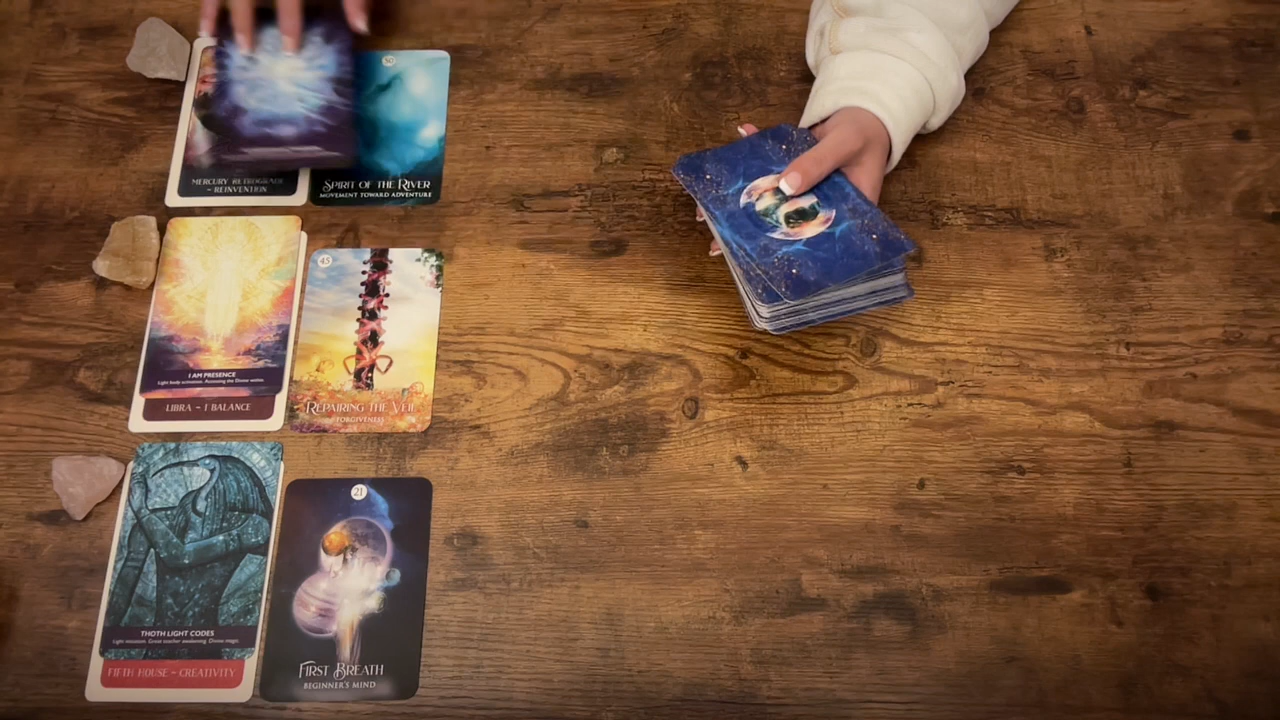 MERCURY RETROGRADE
~ REINVENTION
50
SPIRIT OF THE RIVER
MOVEMENT TOWARD ADVENTURE
I AM PRESENCE
Light body activation. Accessing the Divine within.
LIBRA ~ I BALANCE
45
REPAIRING THE VEIL
FORGIVENESS
THOTH LIGHT CODES
Light initiation. Great teacher awakening. Divine magic.
FIFTH HOUSE ~ CREATIVITY
21
FIRST BREATH
BEGINNER'S MIND